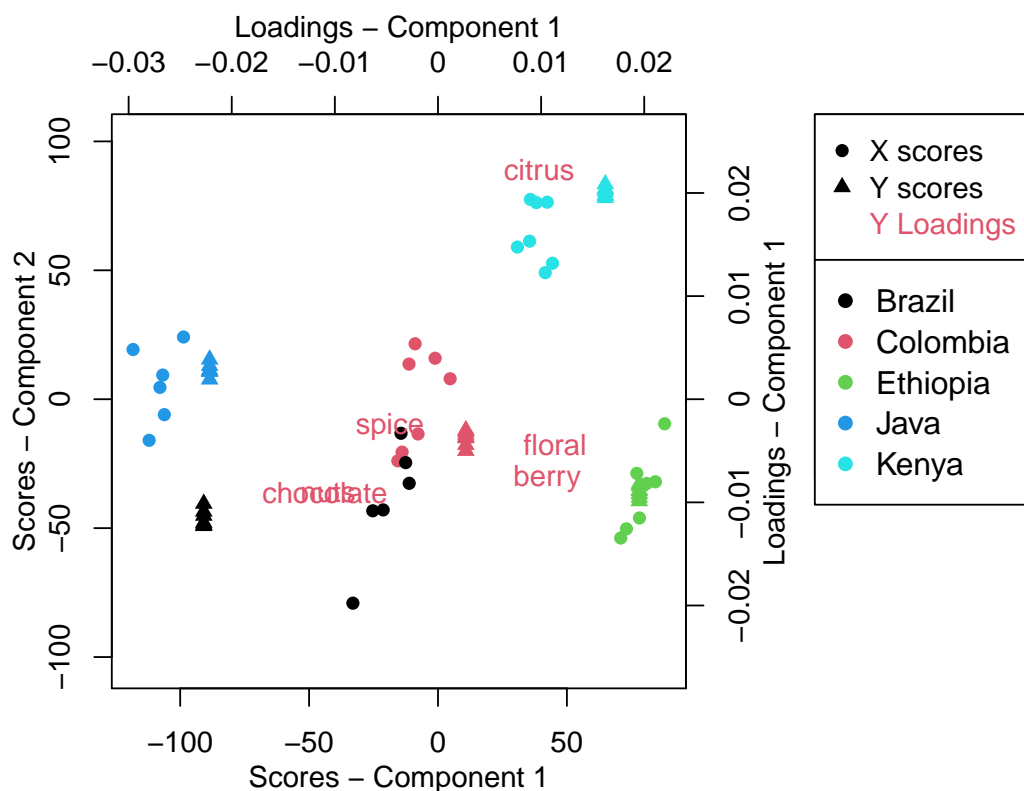 Loadings − Component 1
−0.03 −0.02 −0.01 0 0.01 0.02
Scores − Component 2
100
50
0
−50
−100
citrus
spice
floral
berry
chocolate
nuts
0.02
0.01
0
−0.01
−0.02
Loadings − Component 1
−100 −50 0 50
Scores − Component 1
X scores
Y scores
Y Loadings
Brazil
Colombia
Ethiopia
Java
Kenya